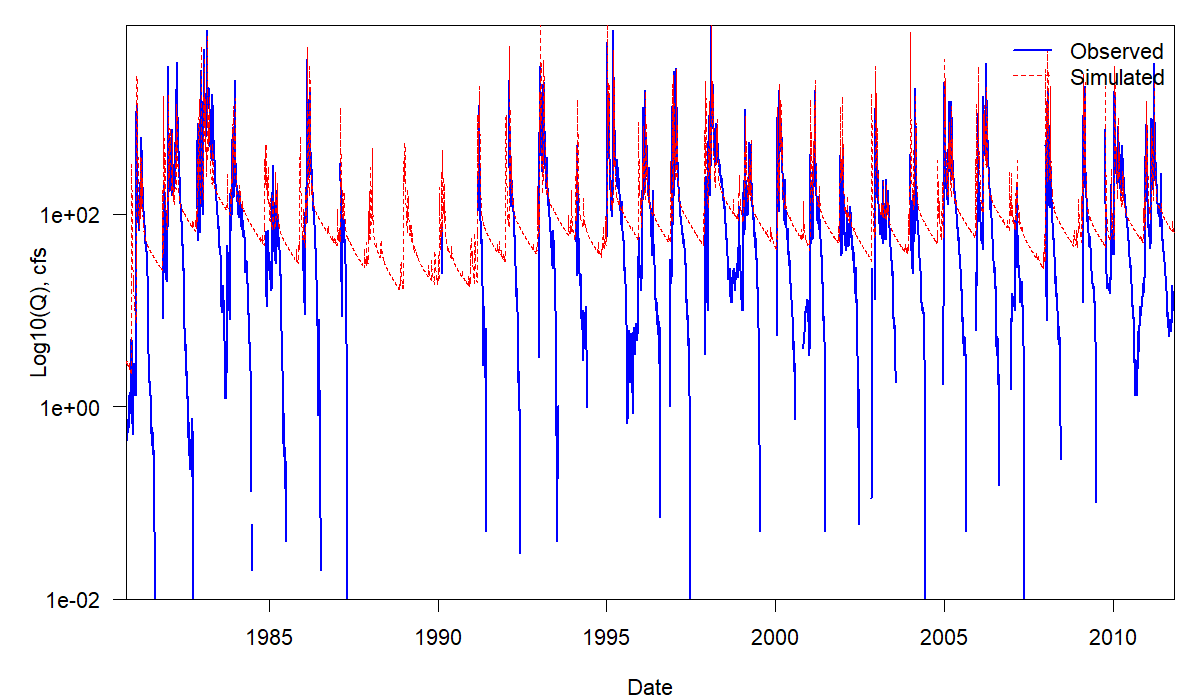 Observed
Simulated
Log10(Q), cfs
1e+02
1e+00
1e-02
1985
1990
1995
2000
2005
2010
Date